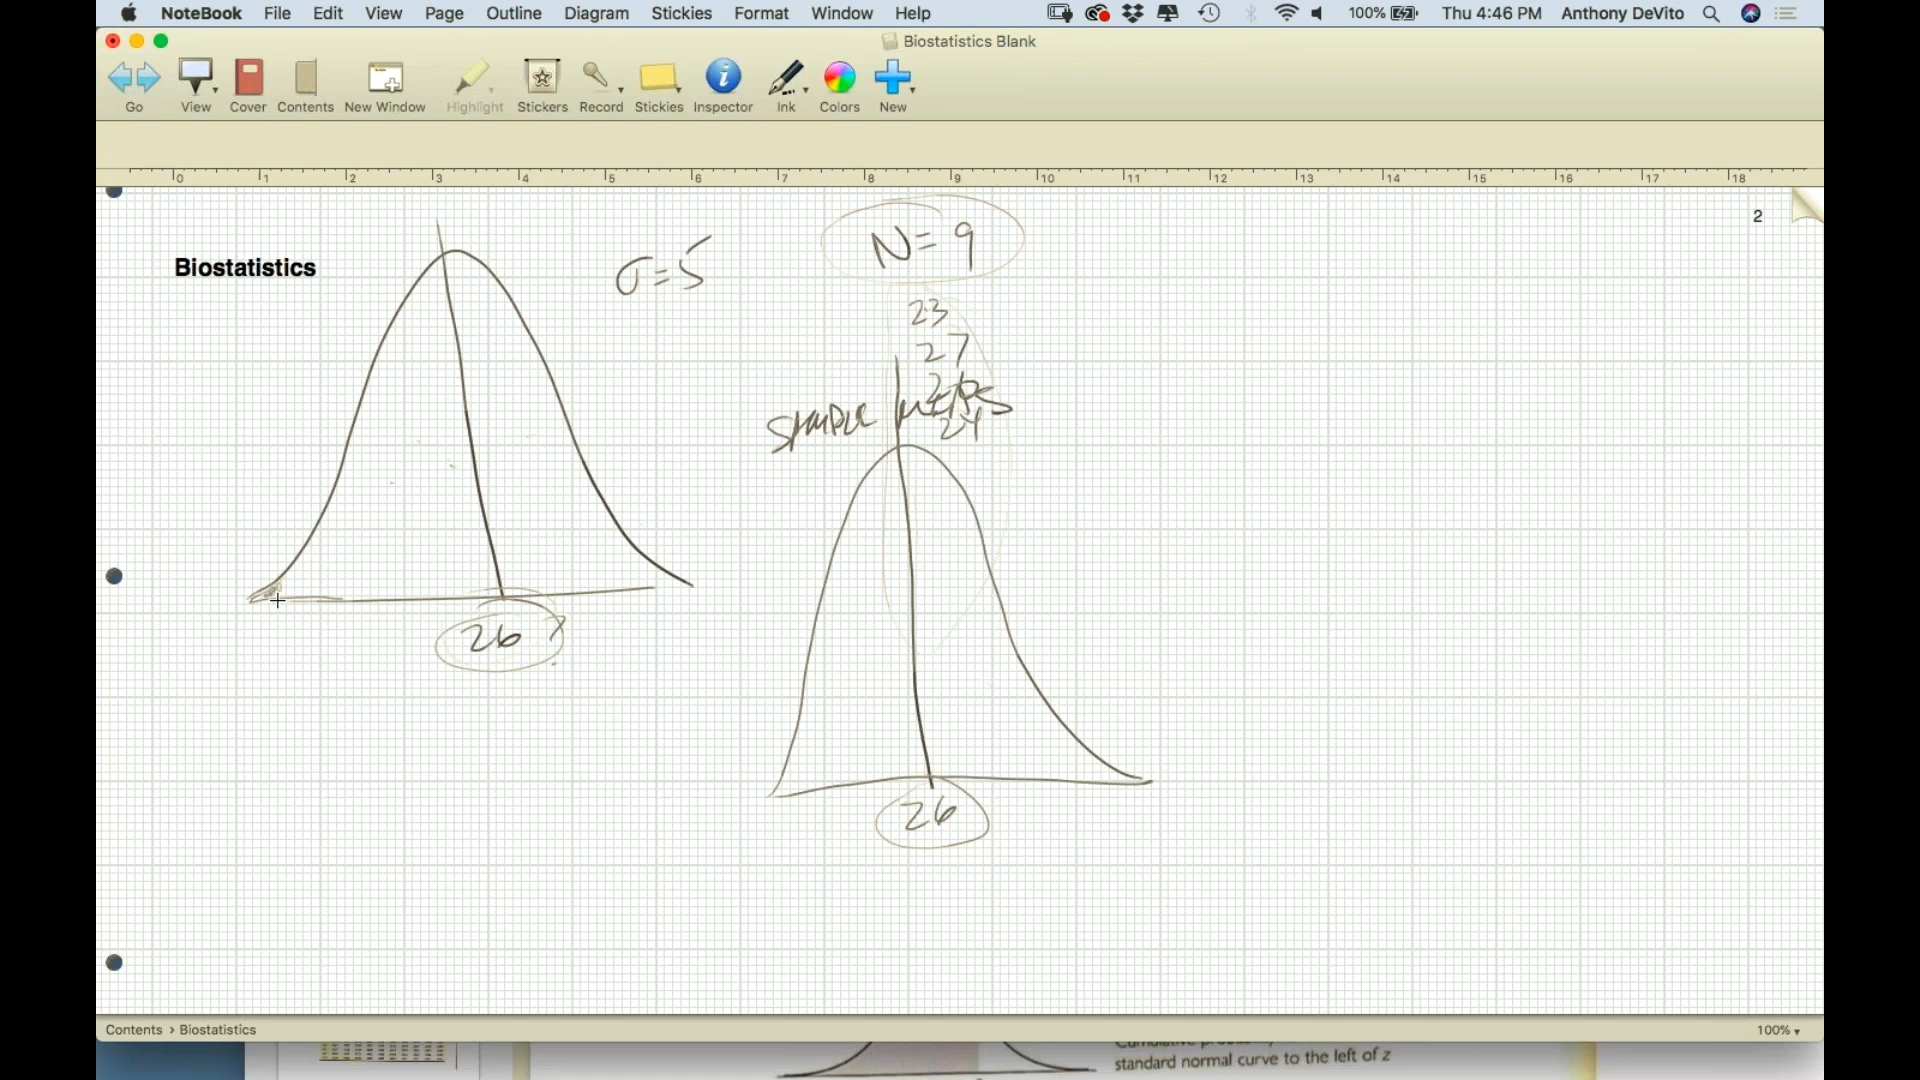 NoteBook File Edit View Page Outline Diagram Stickies Format Window Help 100% Thu 4:46 PM Anthony DeVito
Biostatistics Blank
Go View Cover Contents New Window Highlight Stickers Record Stickies Inspector Ink Colors New
0 1 2 3 4 5 6 7 8 9 10 11 12 13 14 15 16 17 18
2
Biostatistics
σ=5
N=9
23
27
SAMPLE
24
26 ?
26
Contents › Biostatistics
100%
standard normal curve to the left of z